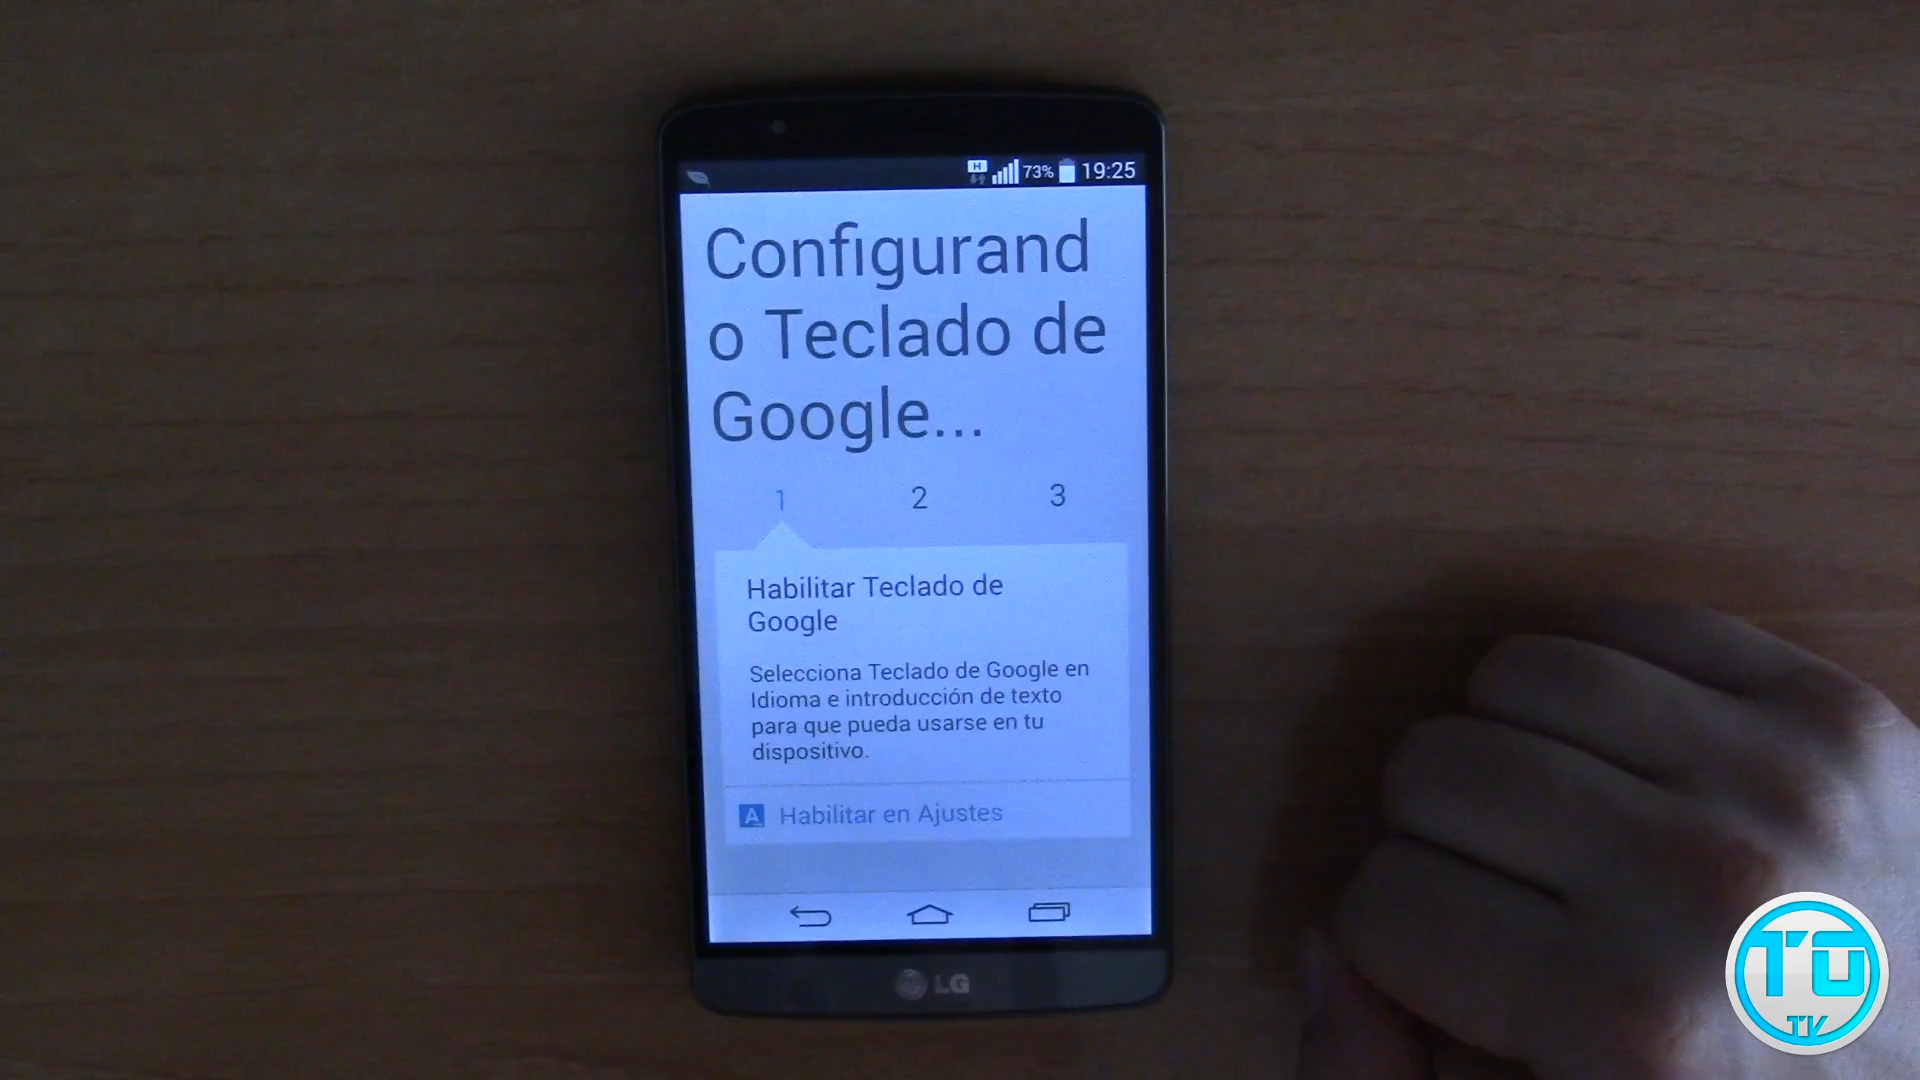 H 73% 19:25
Configurand
o Teclado de
Google...
1 2 3
Habilitar Teclado de
Google
Selecciona Teclado de Google en
Idioma e introducción de texto
para que pueda usarse en tu
dispositivo.
A Habilitar en Ajustes
LG
TU
TV